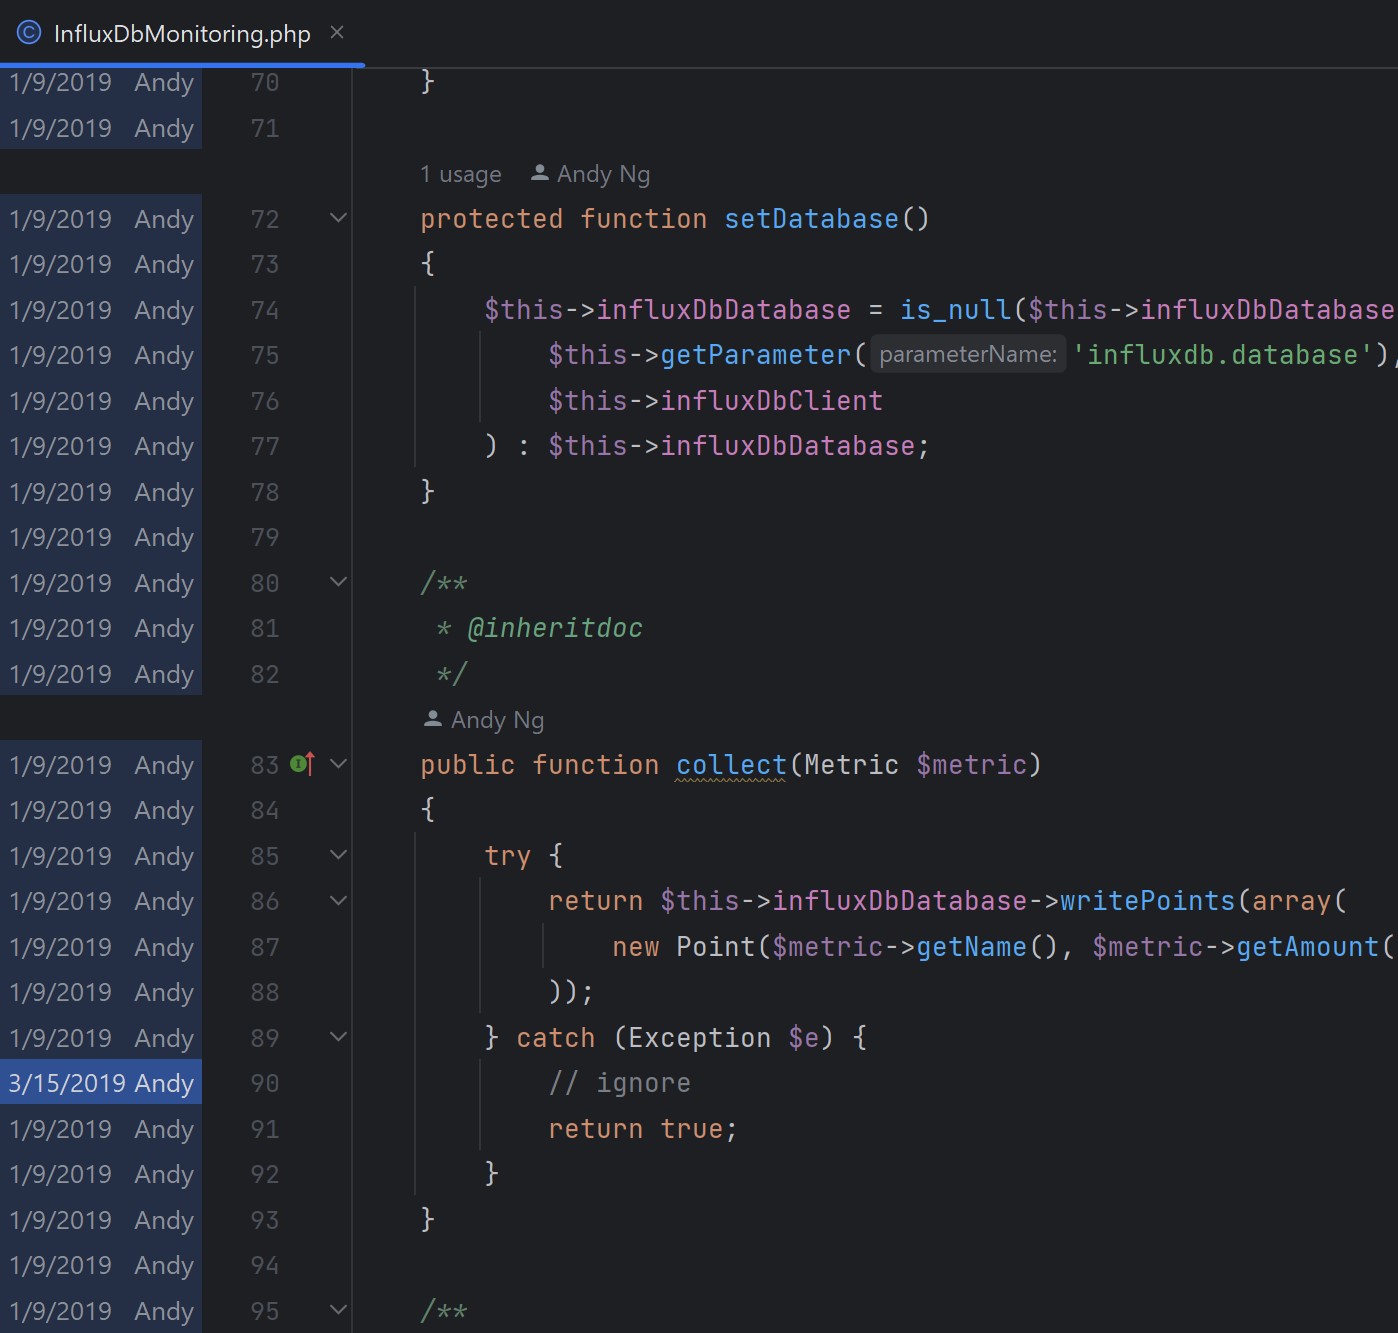 InfluxDbMonitoring.php
1/9/2019 Andy 70 }
1/9/2019 Andy 71
1 usage Andy Ng
1/9/2019 Andy 72 protected function setDatabase()
1/9/2019 Andy 73 {
1/9/2019 Andy 74 $this->influxDbDatabase = is_null($this->influxDbDatabase
1/9/2019 Andy 75 $this->getParameter( parameterName: 'influxdb.database'),
1/9/2019 Andy 76 $this->influxDbClient
1/9/2019 Andy 77 ) : $this->influxDbDatabase;
1/9/2019 Andy 78 }
1/9/2019 Andy 79
1/9/2019 Andy 80 /**
1/9/2019 Andy 81 * @inheritdoc
1/9/2019 Andy 82 */
Andy Ng
1/9/2019 Andy 83 public function collect(Metric $metric)
1/9/2019 Andy 84 {
1/9/2019 Andy 85 try {
1/9/2019 Andy 86 return $this->influxDbDatabase->writePoints(array(
1/9/2019 Andy 87 new Point($metric->getName(), $metric->getAmount(
1/9/2019 Andy 88 ));
1/9/2019 Andy 89 } catch (Exception $e) {
3/15/2019 Andy 90 // ignore
1/9/2019 Andy 91 return true;
1/9/2019 Andy 92 }
1/9/2019 Andy 93 }
1/9/2019 Andy 94
1/9/2019 Andy 95 /**